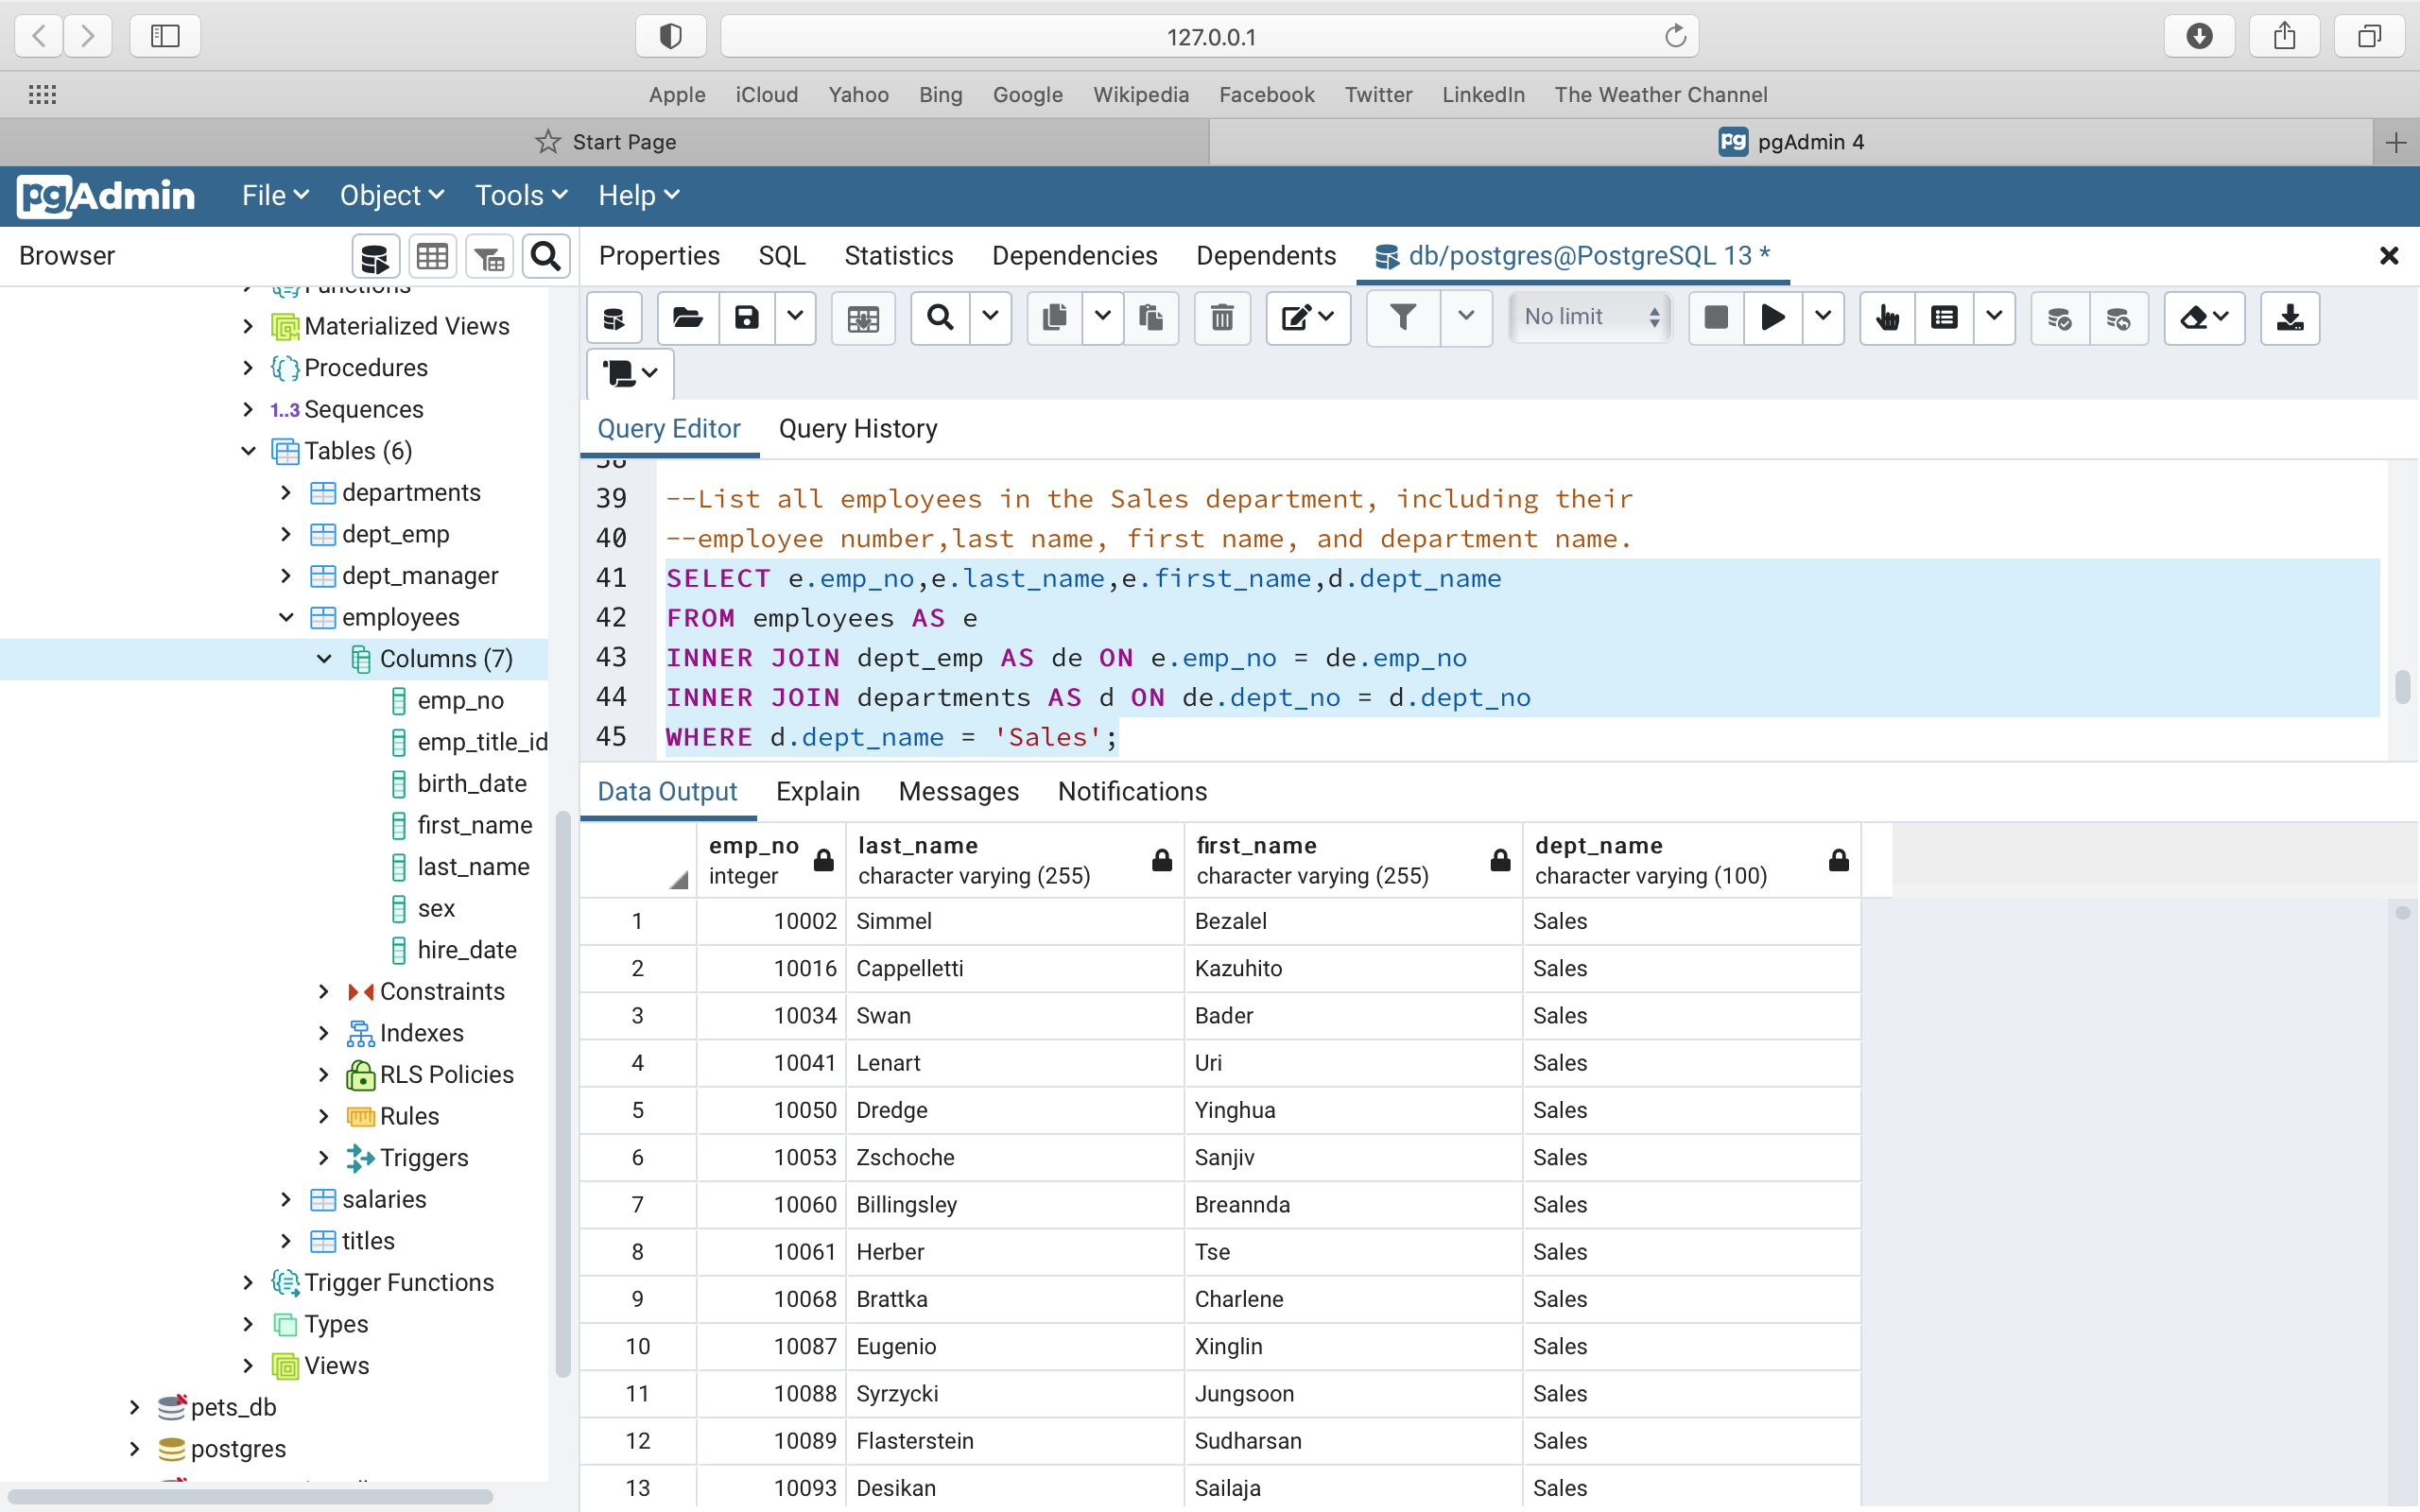 127.0.0.1
Apple iCloud Yahoo Bing Google Wikipedia Facebook Twitter LinkedIn The Weather Channel
Start Page
pgAdmin 4
pgAdmin File Object Tools Help
Browser
Properties SQL Statistics Dependencies Dependents db/postgres@PostgreSQL 13 *
No limit
Functions
Materialized Views
Procedures
1..3 Sequences
Tables (6)
departments
dept_emp
dept_manager
employees
Columns (7)
emp_no
emp_title_id
birth_date
first_name
last_name
sex
hire_date
Constraints
Indexes
RLS Policies
Rules
Triggers
salaries
titles
Trigger Functions
Types
Views
pets_db
postgres
Query Editor Query History
38
39 --List all employees in the Sales department, including their
40 --employee number,last name, first name, and department name.
41 SELECT e.emp_no,e.last_name,e.first_name,d.dept_name
42 FROM employees AS e
43 INNER JOIN dept_emp AS de ON e.emp_no = de.emp_no
44 INNER JOIN departments AS d ON de.dept_no = d.dept_no
45 WHERE d.dept_name = 'Sales';
Data Output Explain Messages Notifications
emp_no last_name first_name dept_name
integer character varying (255) character varying (255) character varying (100)
1 10002 Simmel Bezalel Sales
2 10016 Cappelletti Kazuhito Sales
3 10034 Swan Bader Sales
4 10041 Lenart Uri Sales
5 10050 Dredge Yinghua Sales
6 10053 Zschoche Sanjiv Sales
7 10060 Billingsley Breannda Sales
8 10061 Herber Tse Sales
9 10068 Brattka Charlene Sales
10 10087 Eugenio Xinglin Sales
11 10088 Syrzycki Jungsoon Sales
12 10089 Flasterstein Sudharsan Sales
13 10093 Desikan Sailaja Sales